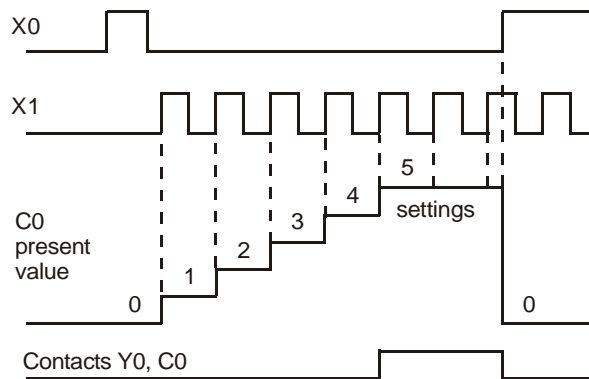 X0
X1
5
settings
4
3
2
1
C0
present
value
0
0
Contacts Y0, C0